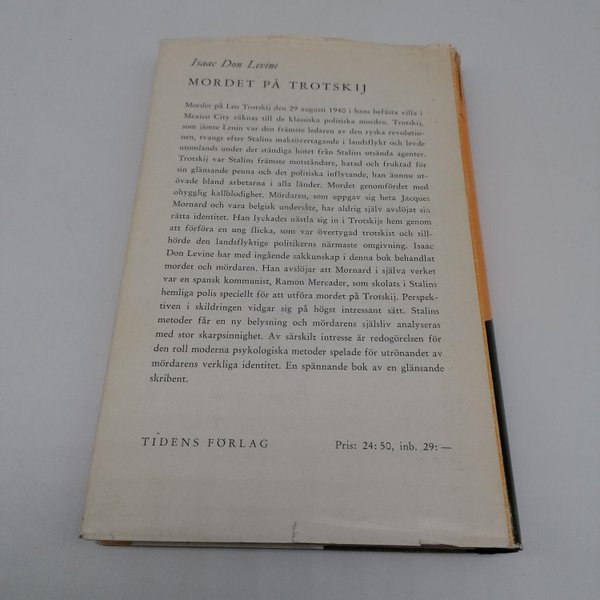 Isaac Don Levine
MORDET PÅ TROTSKIJ
Mordet på Leo Trotskij den 29 augusti 1940 i hans befästa villa i
Mexico City räknas till de klassiska politiska morden. Trotskij,
som jämte Lenin var den främste ledaren av den ryska revolutio-
nen, tvangs efter Stalins maktövertagande i landsflykt och levde
utomlands under det ständiga hotet från Stalins utsända agenter.
Trotskij var Stalins främste motståndare, hatad och fruktad för
sin glänsande penna och det politiska inflytande, han ännnu ut-
övade bland arbetarna i alla länder. Mordet genomfördet med
ohygglig kallblodighet. Mördaren, som uppgav sig heta Jacques
Mornard och vara belgisk undersåte, har aldrig själv avslöjat sin
rätta identitet. Han lyckades nästla sig in i Trotskijs hem genom
att förföra en ung flicka, som var övertygad trotskist och till-
hörde den landsflyktige politikerns närmaste omgivning. Isaac
Don Levine har med ingående sakkunskap i denna bok behandlat
mordet och mördaren. Han avslöjar att Mornard i själva verket
var en spansk kommunist, Ramon Mercader, som skolats i Stalins
hemliga polis speciellt för att utföra mordet på Trotskij. Perspek-
tiven i skildringen vidgar sig på högst intressant sätt. Stalins
metoder får en ny belysning och mördarens själsliv analyseras
med stor skarpsinnighet. Av särskilt intresse är redogörelsen för
den roll moderna psykologiska metoder spelade för utrönandet av
mördarens verkliga identitet. En spännande bok av en glänsande
skribent.
TIDENS FÖRLAG
Pris: 24: 50, inb. 29: —